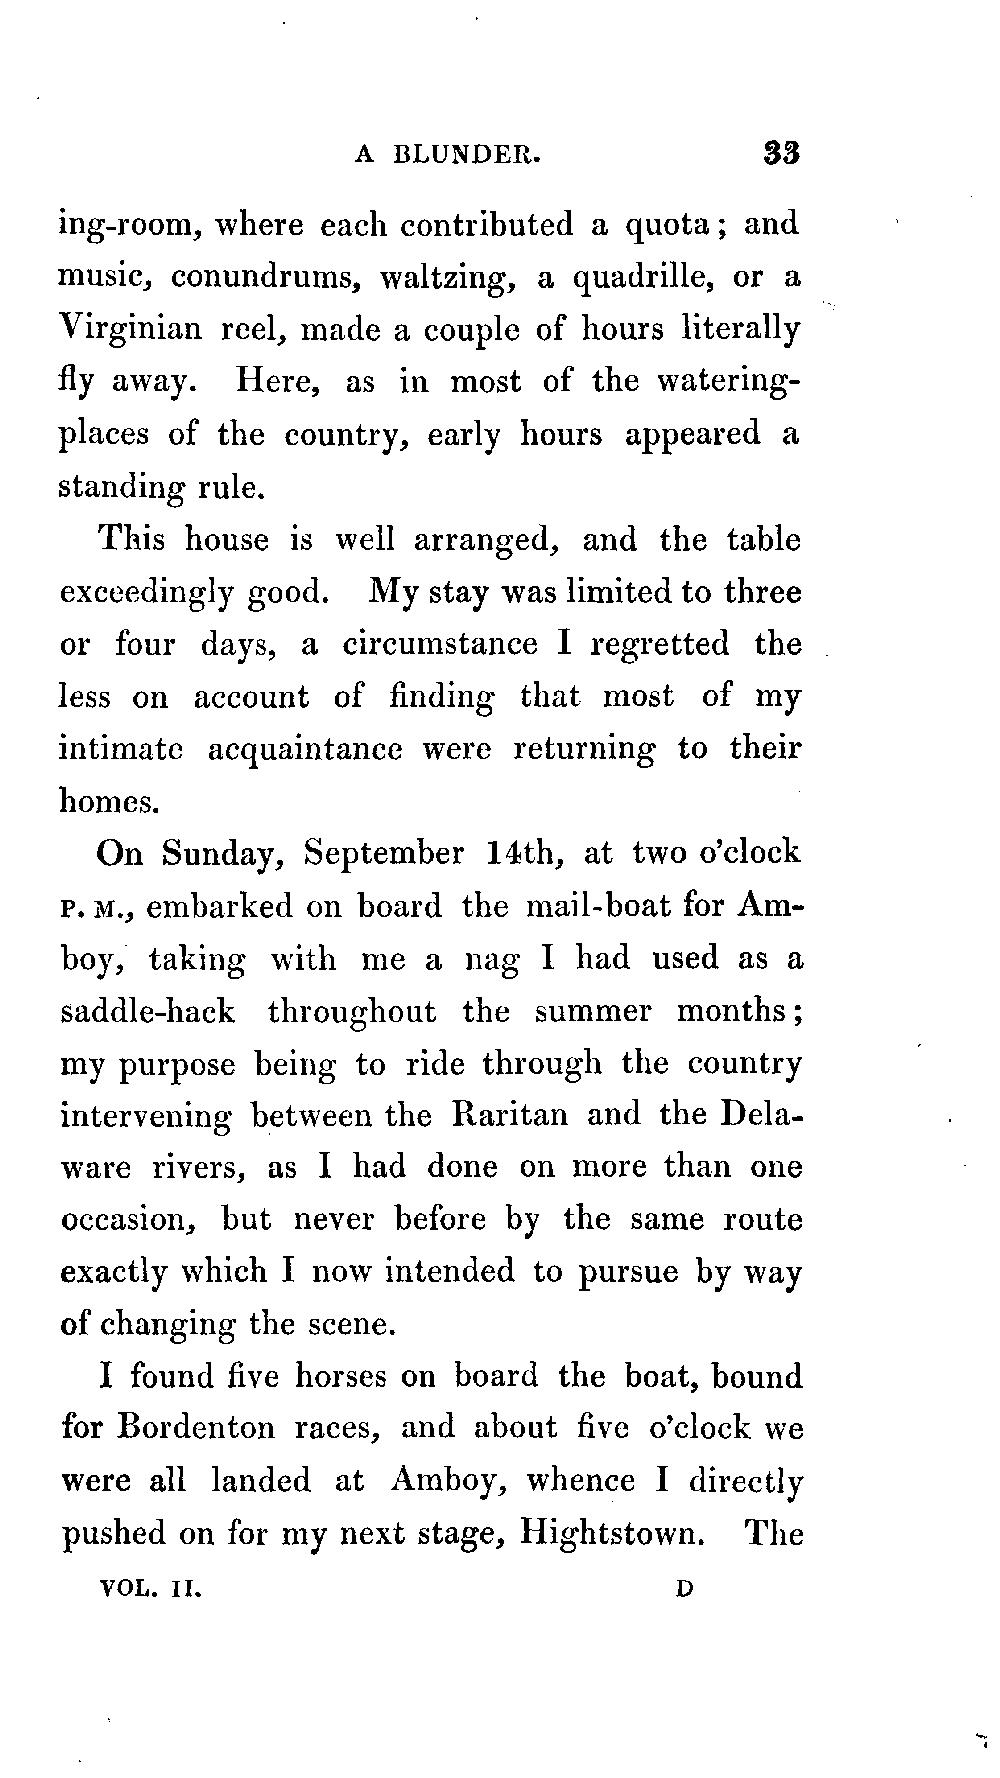 A BLUNDER. 33
ing-room, where each contributed a quota; and
music, conundrums, waltzing, a quadrille, or a
Virginian reel, made a couple of hours literally
fly away. Here, as in most of the watering-
places of the country, early hours appeared a
standing rule.
This house is well arranged, and the table
exceedingly good. My stay was limited to three
or four days, a circumstance I regretted the
less on account of finding that most of my
intimate acquaintance were returning to their
homes.
On Sunday, September 14th, at two o'clock
P. M., embarked on board the mail-boat for Am-
boy, taking with me a nag I had used as a
saddle-hack throughout the summer months;
my purpose being to ride through the country
intervening between the Raritan and the Dela-
ware rivers, as I had done on more than one
occasion, but never before by the same route
exactly which I now intended to pursue by way
of changing the scene.
I found five horses on board the boat, bound
for Bordenton races, and about five o'clock we
were all landed at Amboy, whence I directly
pushed on for my next stage, Hightstown. The
VOL. II. D